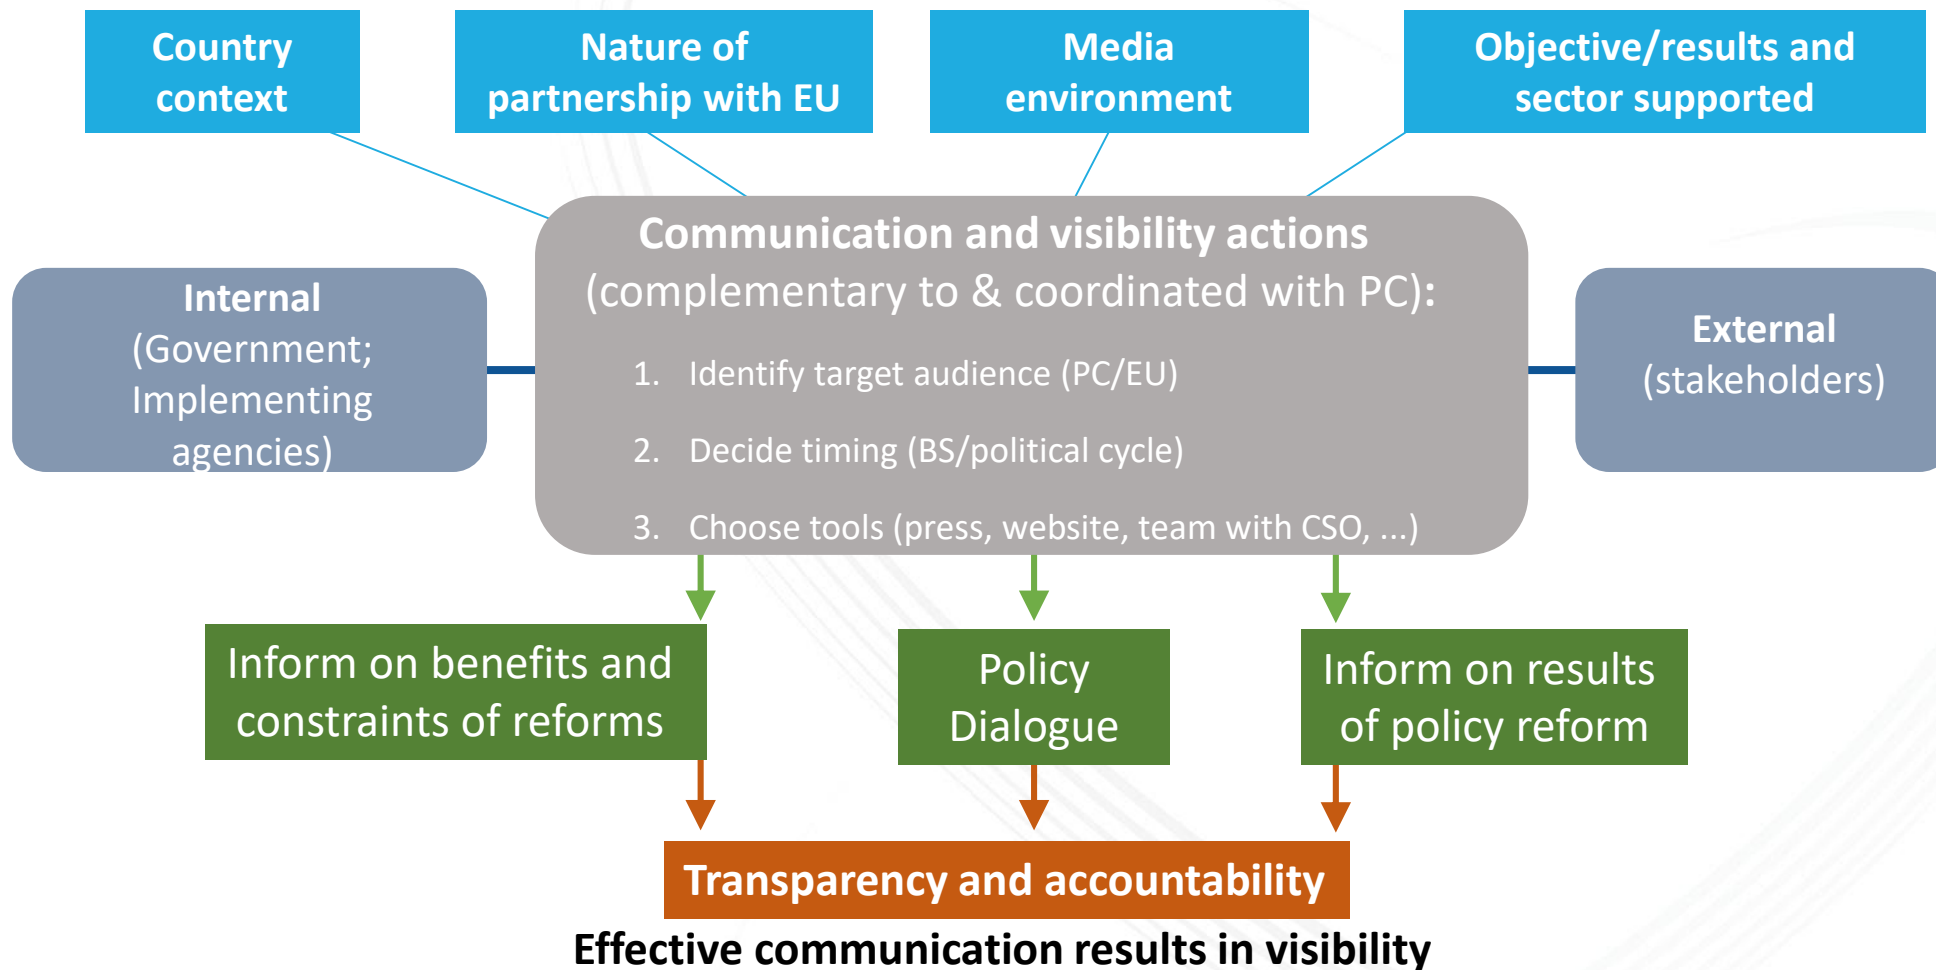 Country
context
Nature of
partnership with EU
Media
environment
Objective/results and
sector supported
Communication and visibility actions
(complementary to & coordinated with PC):
1. Identify target audience (PC/EU)
2. Decide timing (BS/political cycle)
3. Choose tools (press, website, team with CSO, ...)
Internal
(Government;
Implementing
agencies)
External
(stakeholders)
Inform on benefits and
constraints of reforms
Policy
Dialogue
Inform on results
of policy reform
Transparency and accountability
Effective communication results in visibility